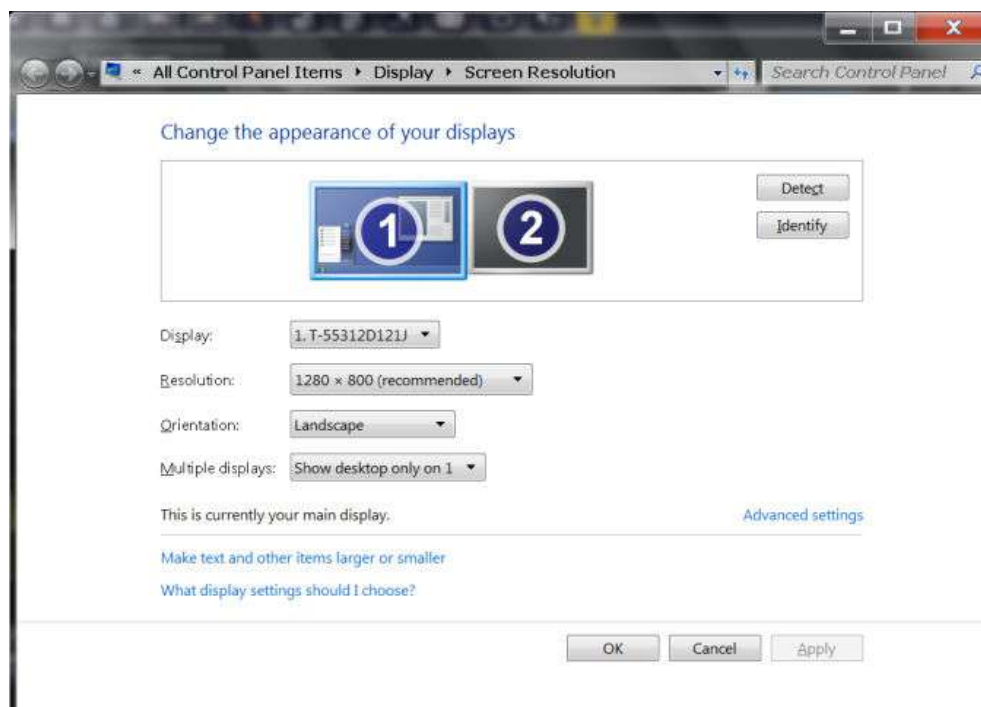 « All Control Panel Items ▸ Display ▸ Screen Resolution Search Control Panel
Change the appearance of your displays
1 2
Detect
Identify
Display: 1. T-55312D121J
Resolution: 1280 × 800 (recommended)
Orientation: Landscape
Multiple displays: Show desktop only on 1
This is currently your main display. Advanced settings
Make text and other items larger or smaller
What display settings should I choose?
OK Cancel Apply